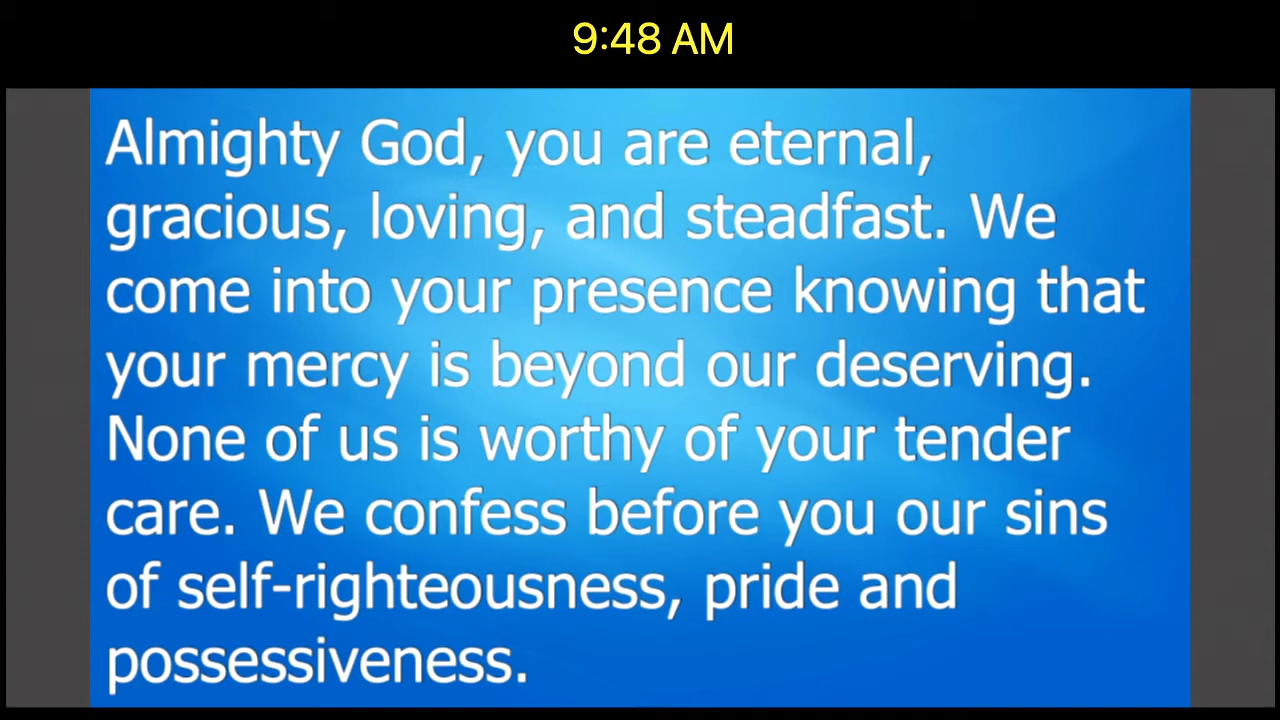 9:48 AM
Almighty God, you are eternal,
gracious, loving, and steadfast. We
come into your presence knowing that
your mercy is beyond our deserving.
None of us is worthy of your tender
care. We confess before you our sins
of self-righteousness, pride and
possessiveness.